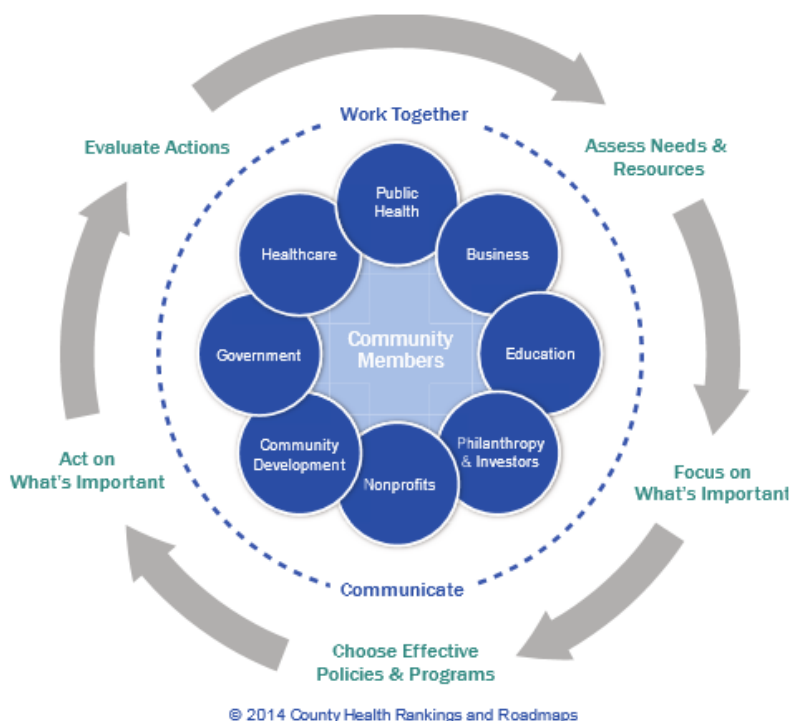 Work Together
Evaluate Actions
Assess Needs &
Resources
Public
Health
Healthcare
Business
Government
Community
Members
Education
Community
Development
Philanthropy
& Investors
Nonprofits
Act on
What's Important
Focus on
What's Important
Communicate
Choose Effective
Policies & Programs
© 2014 County Health Rankings and Roadmaps